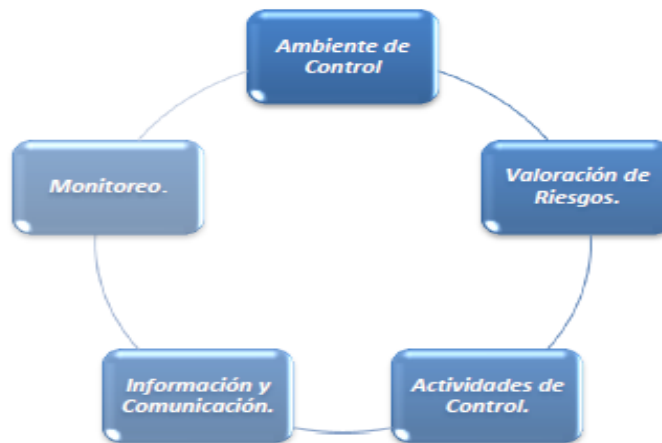 Ambiente de
Control
Valoración de
Riesgos.
Actividades de
Control.
Información y
Comunicación.
Monitoreo.